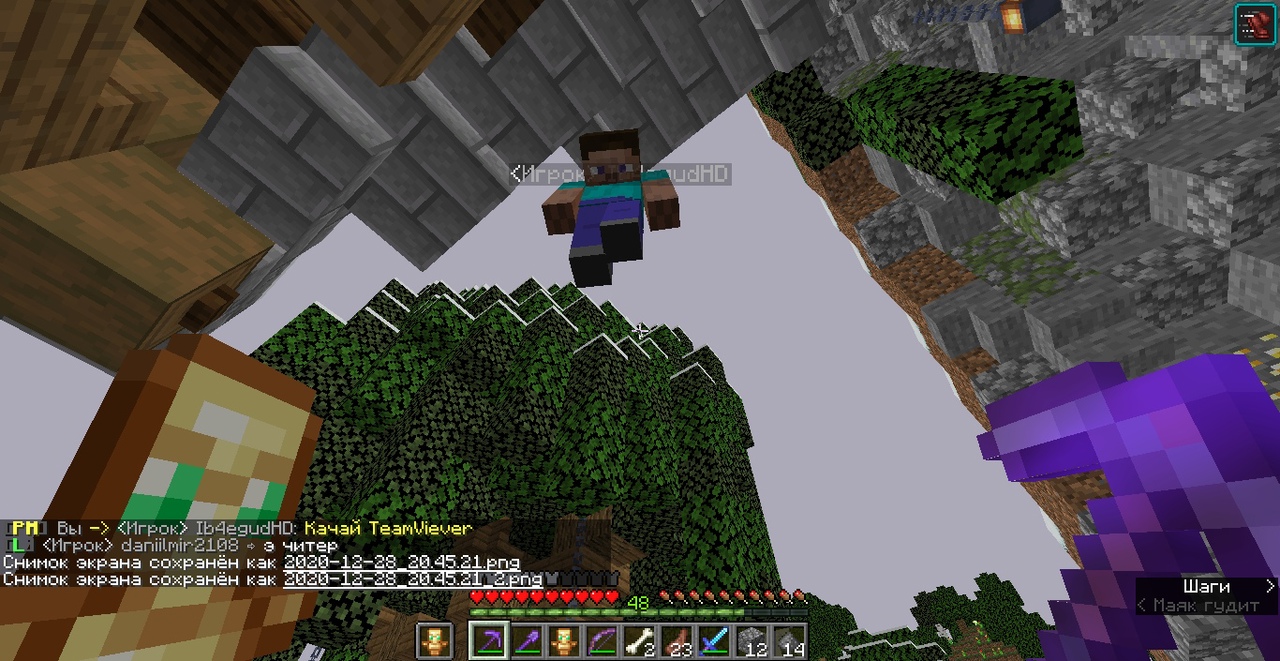 <Игрок gudHD
[PM] Вы -> <Игрок> Ib4egudHD: Качай TeamViever
[L] <Игрок> daniilmir2108 ➪ э читер
Снимок экрана сохранён как 2020-12-28_20.45.21.png
Снимок экрана сохранён как 2020-12-28_20.45.21_2.png
Шаги >
< Маяк гудит
48
2 23 12 14